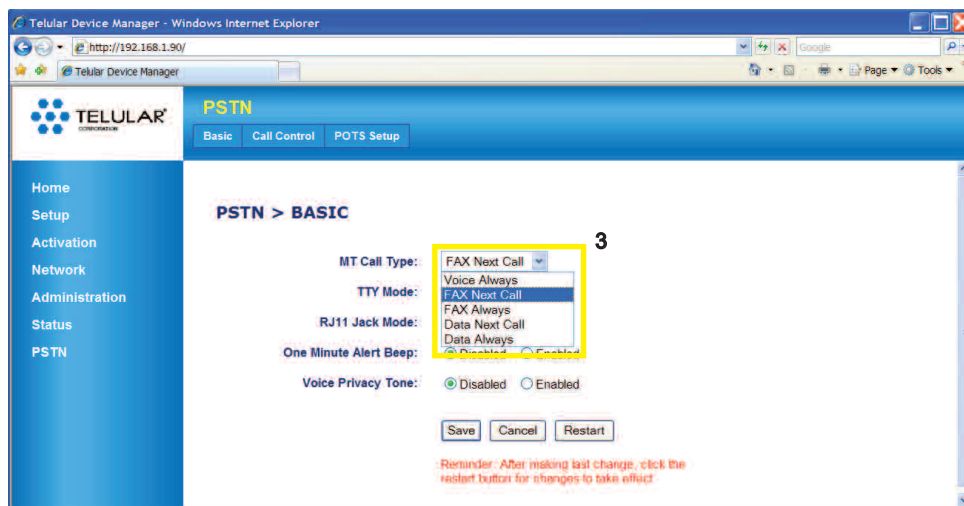 Telular Device Manager - Windows Internet Explorer
http://192.168.1.90/
Google
Telular Device Manager
Page
Tools
TELULAR
CORPORATION
PSTN
Basic Call Control POTS Setup
Home
Setup
Activation
Network
Administration
Status
PSTN
PSTN > BASIC
3
MT Call Type: FAX Next Call
Voice Always
TTY Mode: FAX Next Call
FAX Always
RJ11 Jack Mode: Data Next Call
Data Always
One Minute Alert Beep: Disabled Enabled
Voice Privacy Tone: Disabled Enabled
Save Cancel Restart
Reminder: After making last change, click the
restart button for changes to take effect